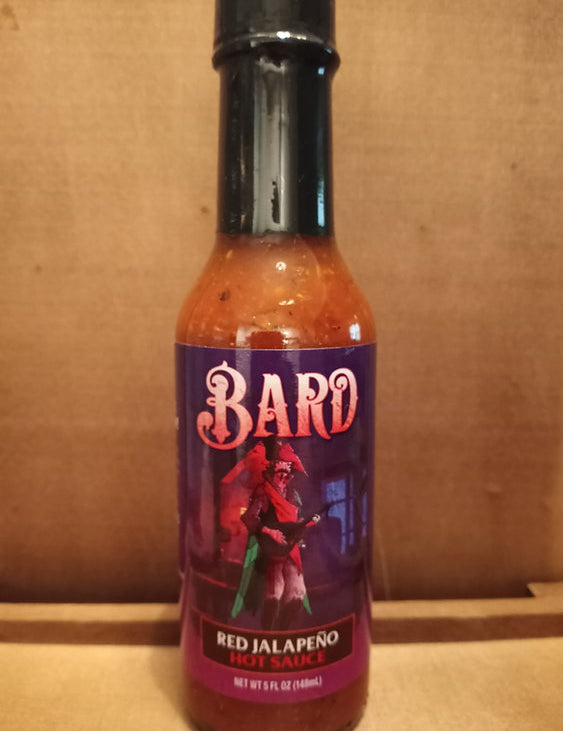 BARD
RED JALAPEÑO
HOT SAUCE
NET WT 5 FL OZ (148mL)